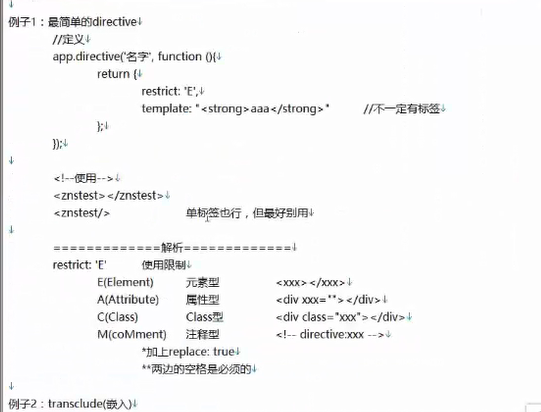 例子1：最简单的directive
//定义
app.directive('名字', function (){
return {
restrict: 'E',
template: "<strong>aaa</strong>" //不一定有标签
};
});
<!--使用-->
<znstest></znstest>
<znstest/> 单标签也行，但最好别用
=============解析=============
restrict: 'E' 使用限制
E(Element) 元素型 <xxx></xxx>
A(Attribute) 属性型 <div xxx=""></div>
C(Class) Class型 <div class="xxx"></div>
M(coMment) 注释型 <!-- directive:xxx -->
*加上replace: true
**两边的空格是必须的
例子2：transclude(嵌入)